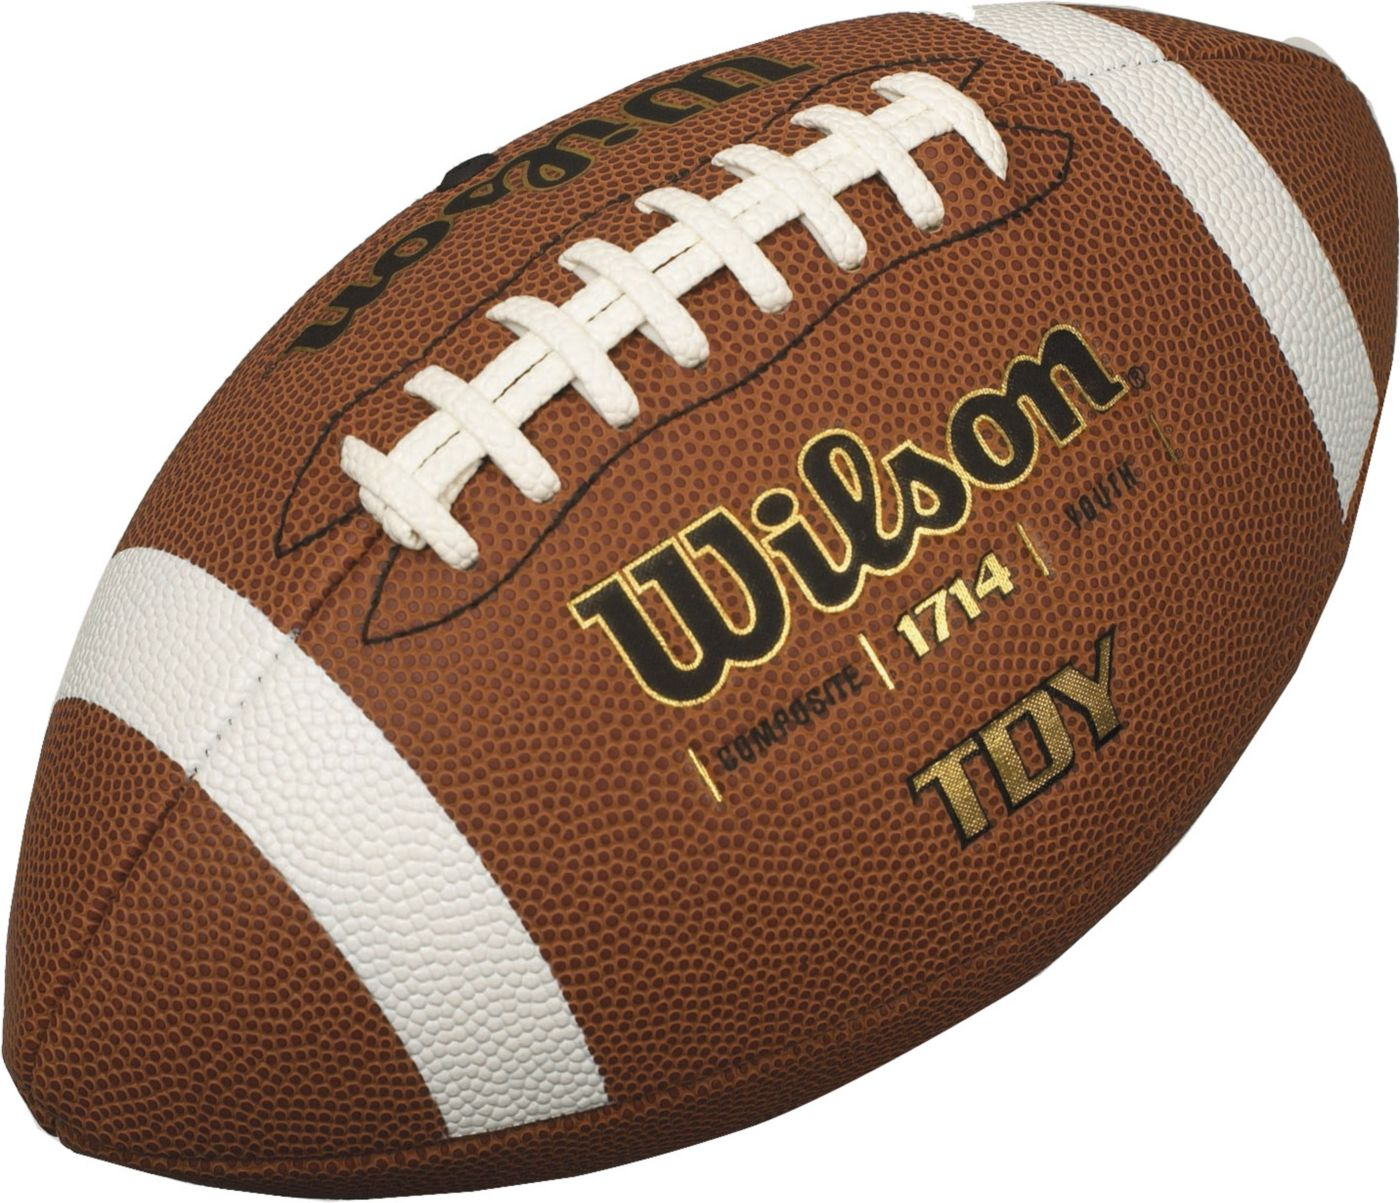 Wilson
Wilson®
| COMPOSITE | 1714 | YOUTH |
TDY